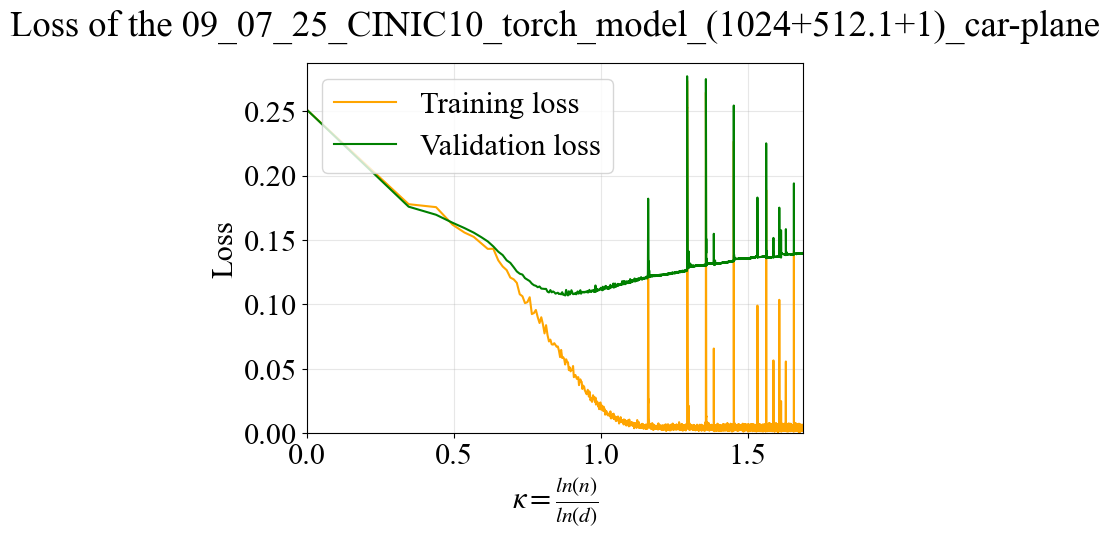 Loss of the 09_07_25_CINIC10_torch_model_(1024+512.1+1)_car-plane
Training loss
Validation loss
Loss
0.25
0.20
0.15
0.10
0.05
0.00
0.0 0.5 1.0 1.5
κ = ln(n) / ln(d)